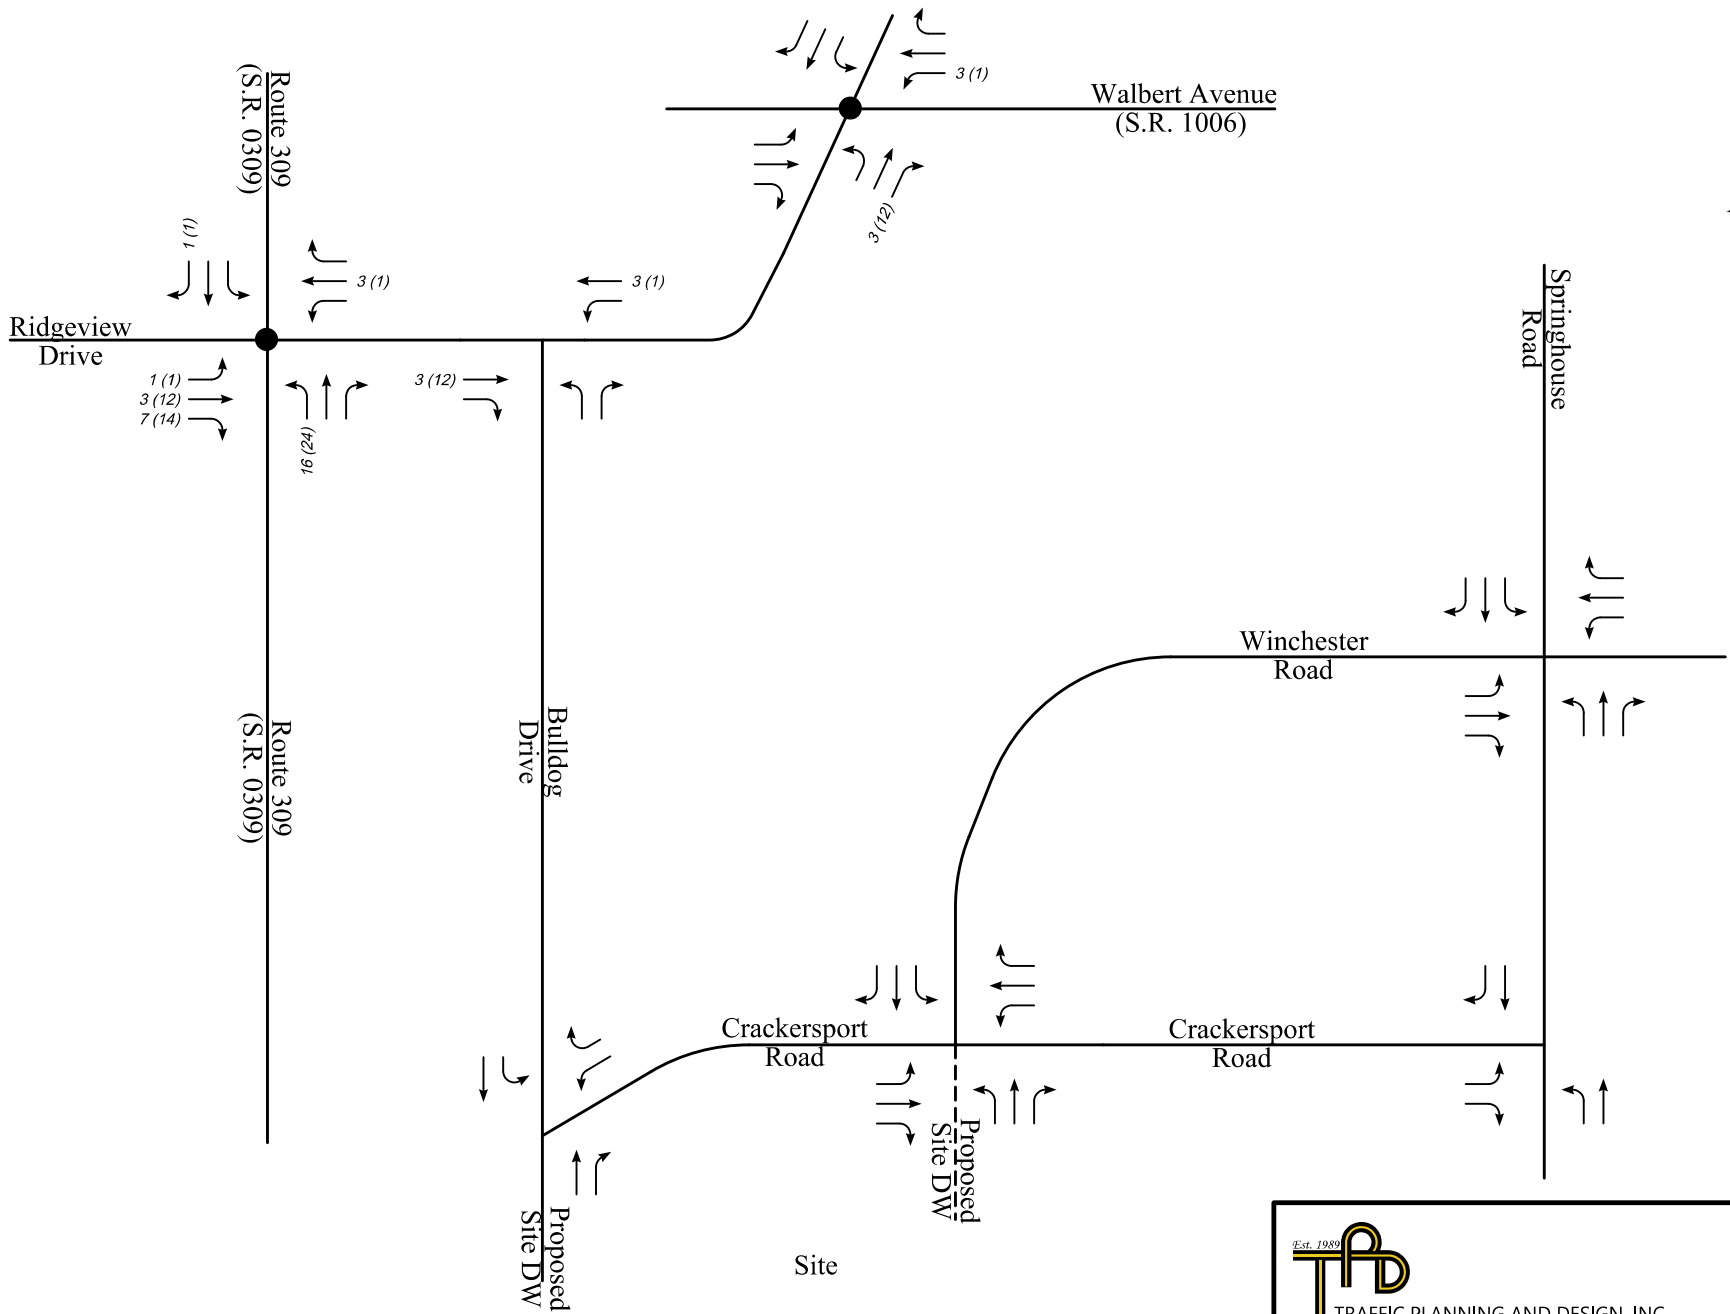 3 (1)
Walbert Avenue
(S.R. 1006)
Route 309
(S.R. 0309)
3 (12)
1 (1)
3 (1)
3 (1)
Springhouse
Road
Ridgeview
Drive
1 (1)
3 (12)
7 (14)
16 (24)
3 (12)
Winchester
Road
Bulldog
Drive
Route 309
(S.R. 0309)
Crackersport
Road
Crackersport
Road
Proposed
Site DW
Proposed
Site DW
Site
Est. 1989
TPD
TRAFFIC PLANNING AND DESIGN, INC.